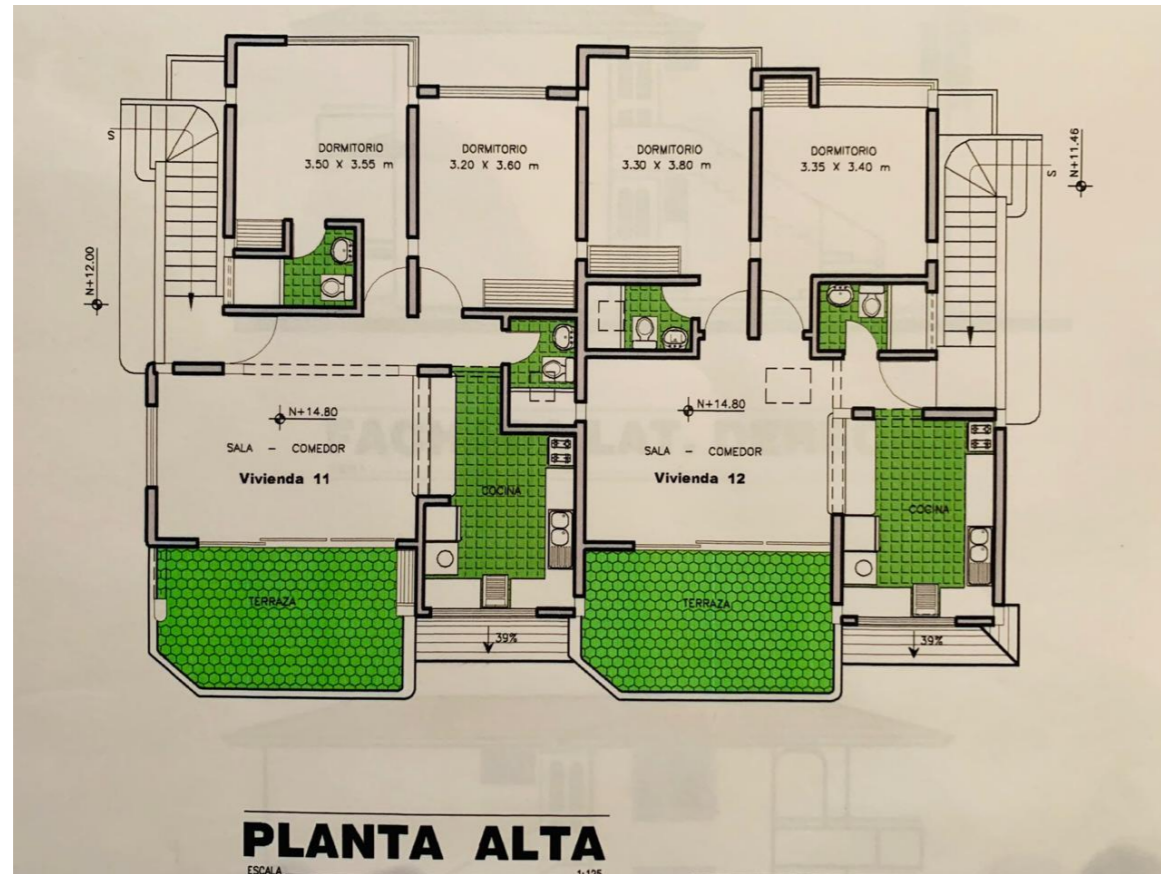 S
DORMITORIO
3.50 X 3.55 m
DORMITORIO
3.20 X 3.60 m
DORMITORIO
3.30 X 3.80 m
DORMITORIO
3.35 X 3.40 m
S
N+11.46
N+12.00
N+14.80
SALA - COMEDOR
Vivienda 11
COCINA
N+14.80
SALA - COMEDOR
Vivienda 12
COCINA
TERRAZA
TERRAZA
39%
39%
PLANTA ALTA
ESCALA 1:125